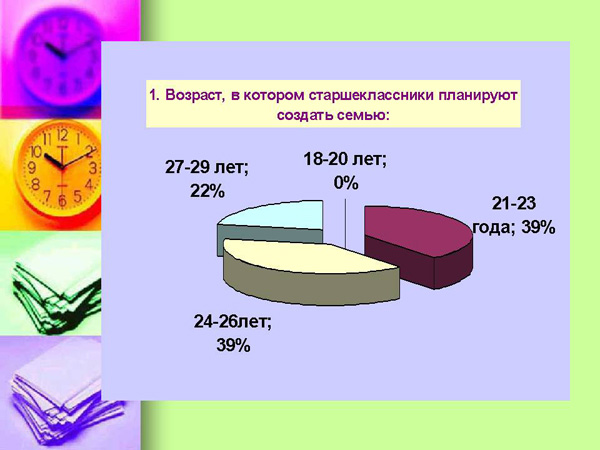 1. Возраст, в котором старшеклассники планируют
создать семью:
27-29 лет;
22%
18-20 лет;
0%
21-23
года; 39%
24-26лет;
39%